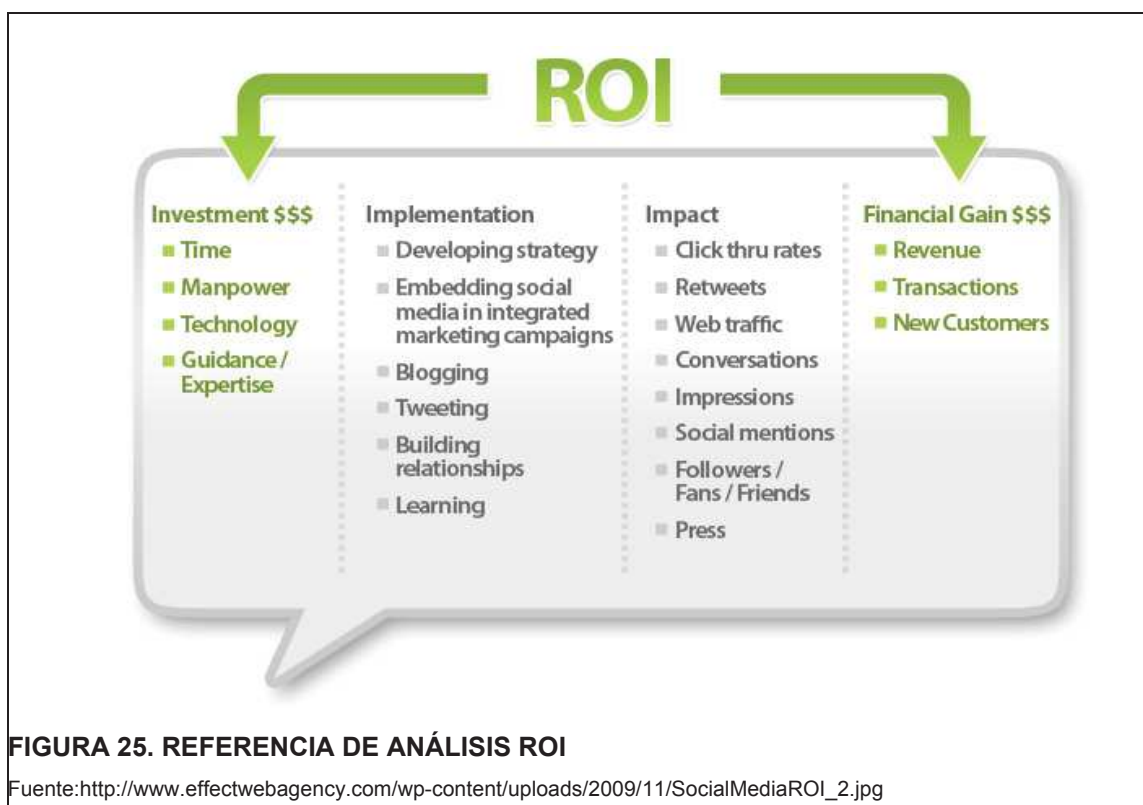 ROI
Investment $$$
Time
Manpower
Technology
Guidance /
Expertise
Implementation
Developing strategy
Embedding social
media in integrated
marketing campaigns
Blogging
Tweeting
Building
relationships
Learning
Impact
Click thru rates
Retweets
Web traffic
Conversations
Impressions
Social mentions
Followers /
Fans / Friends
Press
Financial Gain $$$
Revenue
Transactions
New Customers
FIGURA 25. REFERENCIA DE ANÁLISIS ROI
Fuente:http://www.effectwebagency.com/wp-content/uploads/2009/11/SocialMediaROI_2.jpg